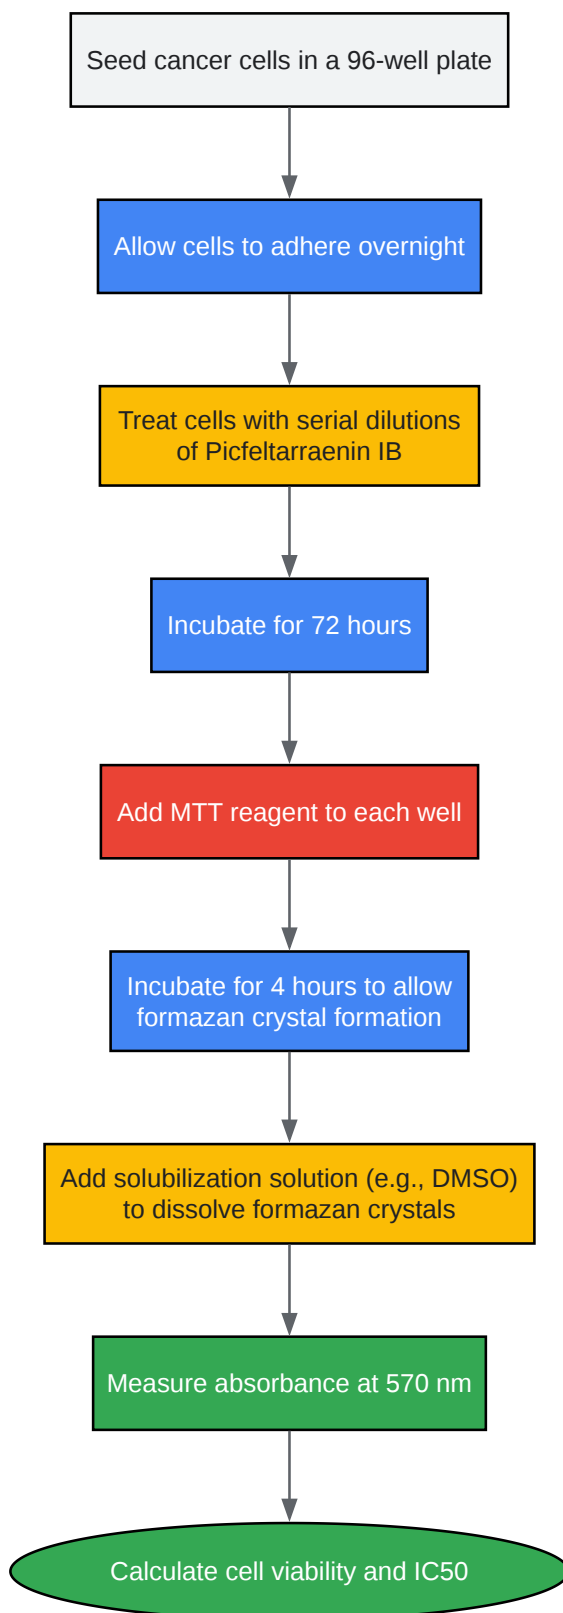 Seed cancer cells in a 96-well plate
Allow cells to adhere overnight
Treat cells with serial dilutions
of Picfeltarraenin IB
Incubate for 72 hours
Add MTT reagent to each well
Incubate for 4 hours to allow
formazan crystal formation
Add solubilization solution (e.g., DMSO)
to dissolve formazan crystals
Measure absorbance at 570 nm
Calculate cell viability and IC50